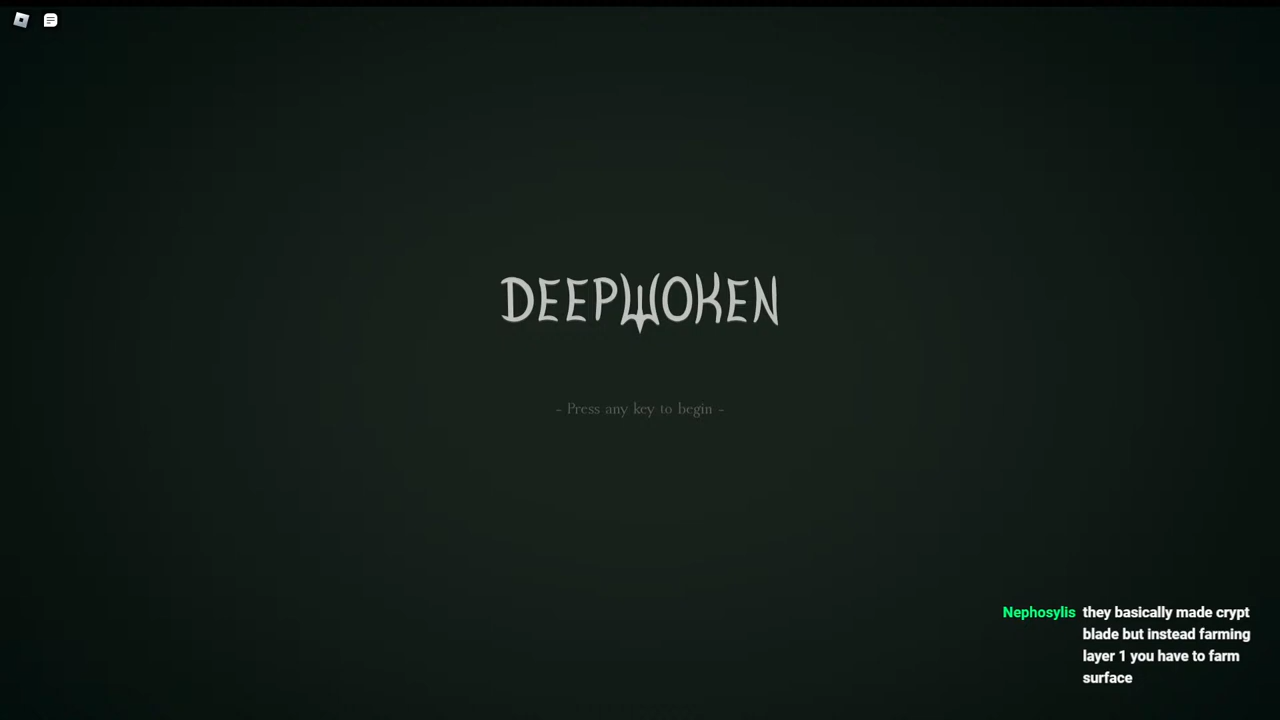 DEEPWOKEN
- Press any key to begin -
Nephosylis they basically made crypt
blade but instead farming
layer 1 you have to farm
surface